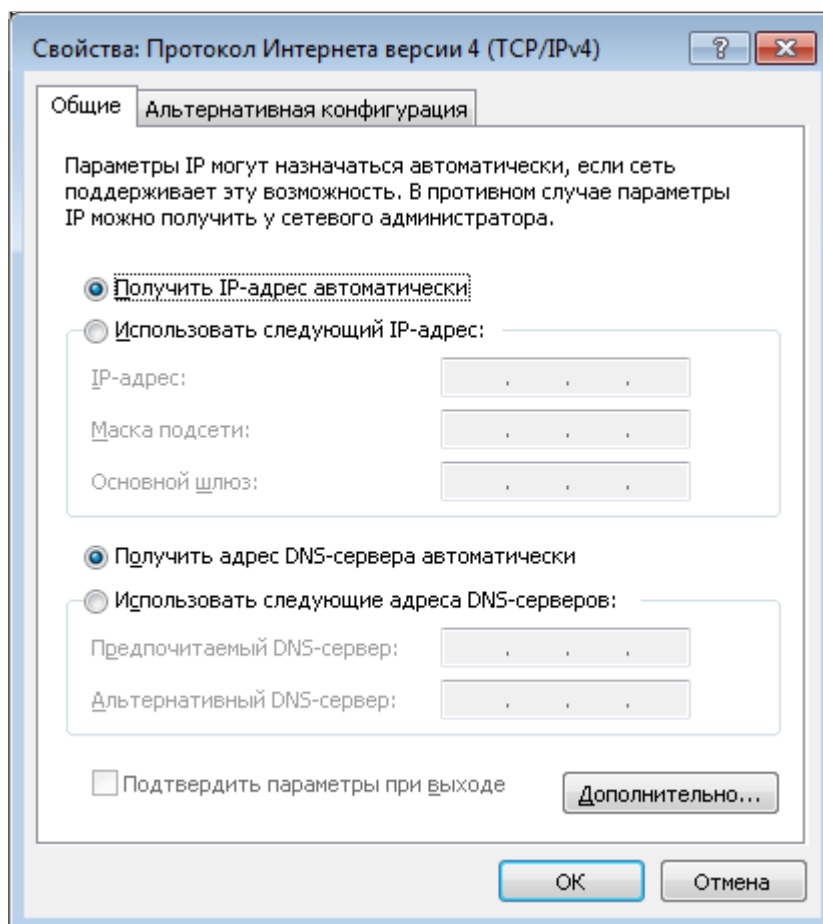 Свойства: Протокол Интернета версии 4 (TCP/IPv4)
Общие
Альтернативная конфигурация
Параметры IP могут назначаться автоматически, если сеть
поддерживает эту возможность. В противном случае параметры
IP можно получить у сетевого администратора.
Получить IP-адрес автоматически
Использовать следующий IP-адрес:
IP-адрес:
Маска подсети:
Основной шлюз:
Получить адрес DNS-сервера автоматически
Использовать следующие адреса DNS-серверов:
Предпочитаемый DNS-сервер:
Альтернативный DNS-сервер:
Подтвердить параметры при выходе
Дополнительно...
ОК
Отмена